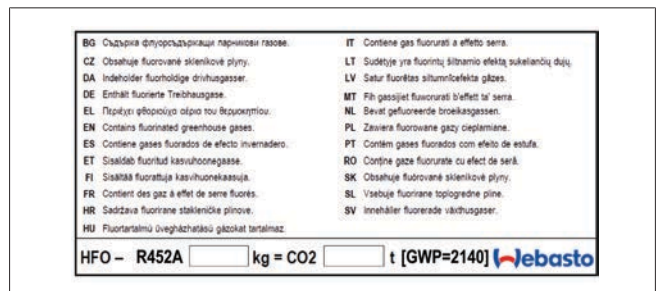 BG Съдържа флуорсъдържащи парникови газове.
CZ Obsahuje fluorované skleníkové plyny.
DA Indeholder fluorholdige drivhusgasser.
DE Enthält fluorierte Treibhausgase.
EL Περιέχει φθοριούχα αέρια του θερμοκηπίου.
EN Contains fluorinated greenhouse gases.
ES Contiene gases fluorados de efecto invernadero.
ET Sisaldab fluoritud kasvuhoonegaase.
FI Sisältää fluorattuja kasvihuonekaasuja.
FR Contient des gaz à effet de serre fluorés.
HR Sadržava fluorirane stakleničke plinove.
HU Fluortartalmú üvegházhatású gázokat tartalmaz.
IT Contiene gas fluorurati a effetto serra.
LT Sudėtyje yra fluorintų šiltnamio efektą sukeliančių dujų.
LV Satur fluorētas siltumnīcefekta gāzes.
MT Fih gassijiet fluworurati b'effett ta' serra.
NL Bevat gefluoreerde broeikasgassen.
PL Zawiera fluorowane gazy cieplarniane.
PT Contém gases fluorados com efeito de estufa.
RO Conține gaze fluorurate cu efect de seră.
SK Obsahuje fluórované skleníkové plyny.
SL Vsebuje fluorirane toplogredne pline.
SV Innehåller fluorerade växthusgaser.
HFO – R452A kg = CO2 t [GWP=2140] Webasto